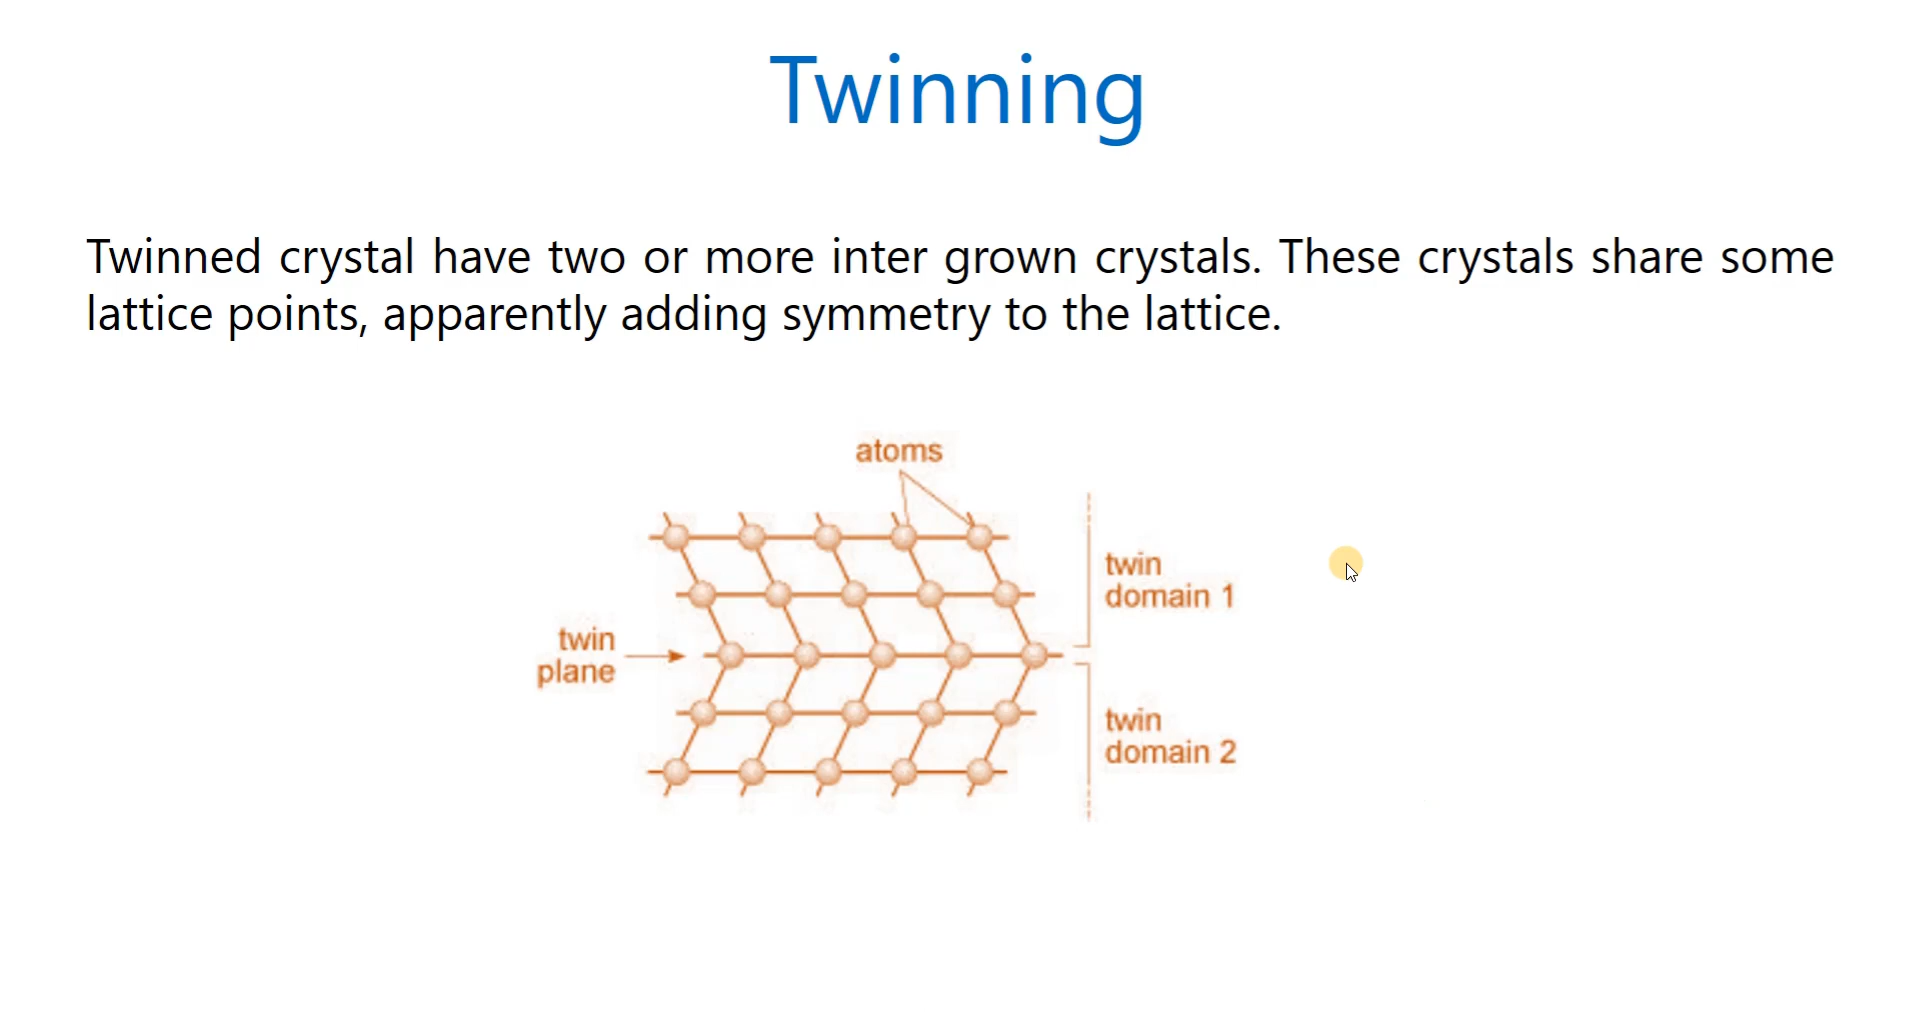 Twinning
Twinned crystal have two or more inter grown crystals. These crystals share some
lattice points, apparently adding symmetry to the lattice.
atoms
twin
domain 1
twin
plane
twin
domain 2